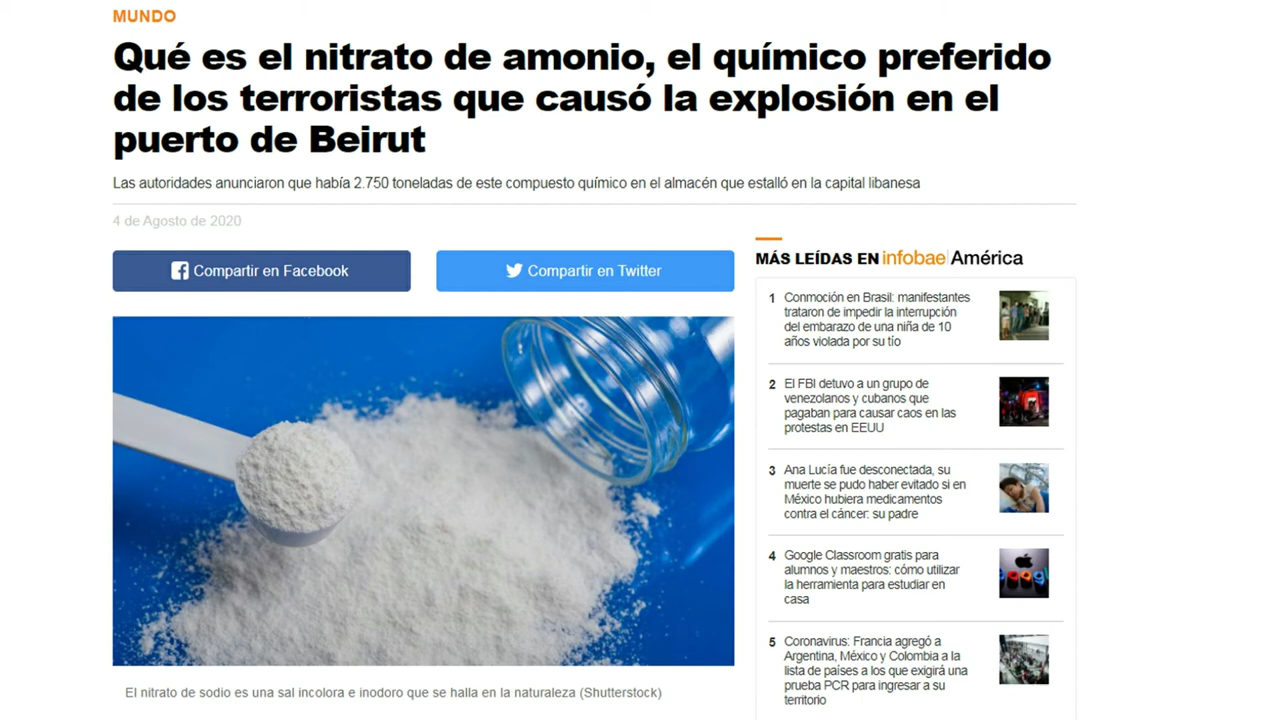 MUNDO
Qué es el nitrato de amonio, el químico preferido
de los terroristas que causó la explosión en el
puerto de Beirut
Las autoridades anunciaron que había 2.750 toneladas de este compuesto químico en el almacén que estalló en la capital libanesa
4 de Agosto de 2020
Compartir en Facebook
Compartir en Twitter
El nitrato de sodio es una sal incolora e inodoro que se halla en la naturaleza (Shutterstock)
MÁS LEÍDAS EN infobae América
1 Conmoción en Brasil: manifestantes
trataron de impedir la interrupción
del embarazo de una niña de 10
años violada por su tío
2 El FBI detuvo a un grupo de
venezolanos y cubanos que
pagaban para causar caos en las
protestas en EEUU
3 Ana Lucía fue desconectada, su
muerte se pudo haber evitado si en
México hubiera medicamentos
contra el cáncer: su padre
4 Google Classroom gratis para
alumnos y maestros: cómo utilizar
la herramienta para estudiar en
casa
5 Coronavirus: Francia agregó a
Argentina, México y Colombia a la
lista de países a los que exigirá una
prueba PCR para ingresar a su
territorio